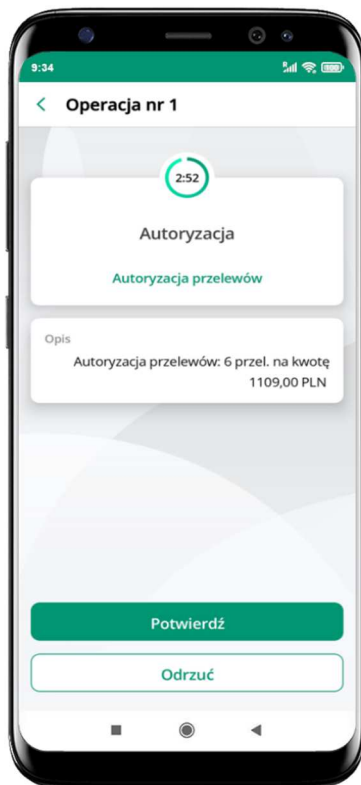 9:34
< Operacja nr 1
2:52
Autoryzacja
Autoryzacja przelewów
Opis
Autoryzacja przelewów: 6 przel. na kwotę
1109,00 PLN
Potwierdź
Odrzuć